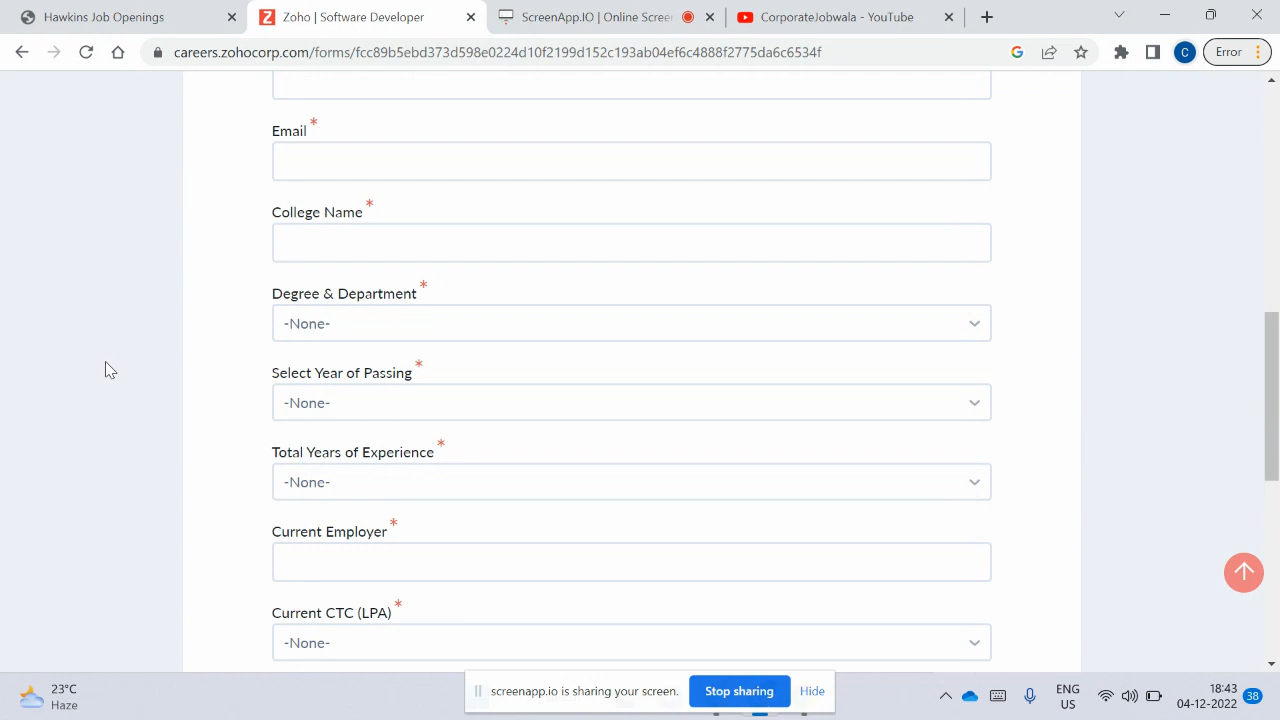 Hawkins Job Openings
Zoho | Software Developer
ScreenApp.IO | Online Scree
CorporateJobwala - YouTube
careers.zohocorp.com/forms/fcc89b5ebd373d598e0224d10f2199d152c193ab04ef6c4888f2775da6c6534f
C
Error
Email *
College Name *
Degree & Department *
-None-
Select Year of Passing *
-None-
Total Years of Experience *
-None-
Current Employer *
Current CTC (LPA) *
-None-
screenapp.io is sharing your screen.
Stop sharing
Hide
23°C
Haze
ENG
US
18:43
04-12-2022
38